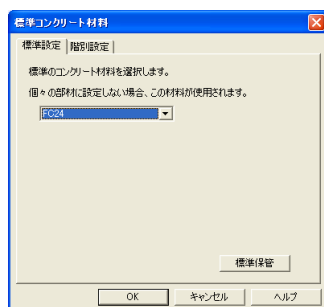 標準コンクリート材料
標準設定 階別設定
標準のコンクリート材料を選択します。
個々の部材に設定しない場合、この材料が使用されます。
FC24
標準保管
OK キャンセル ヘルプ